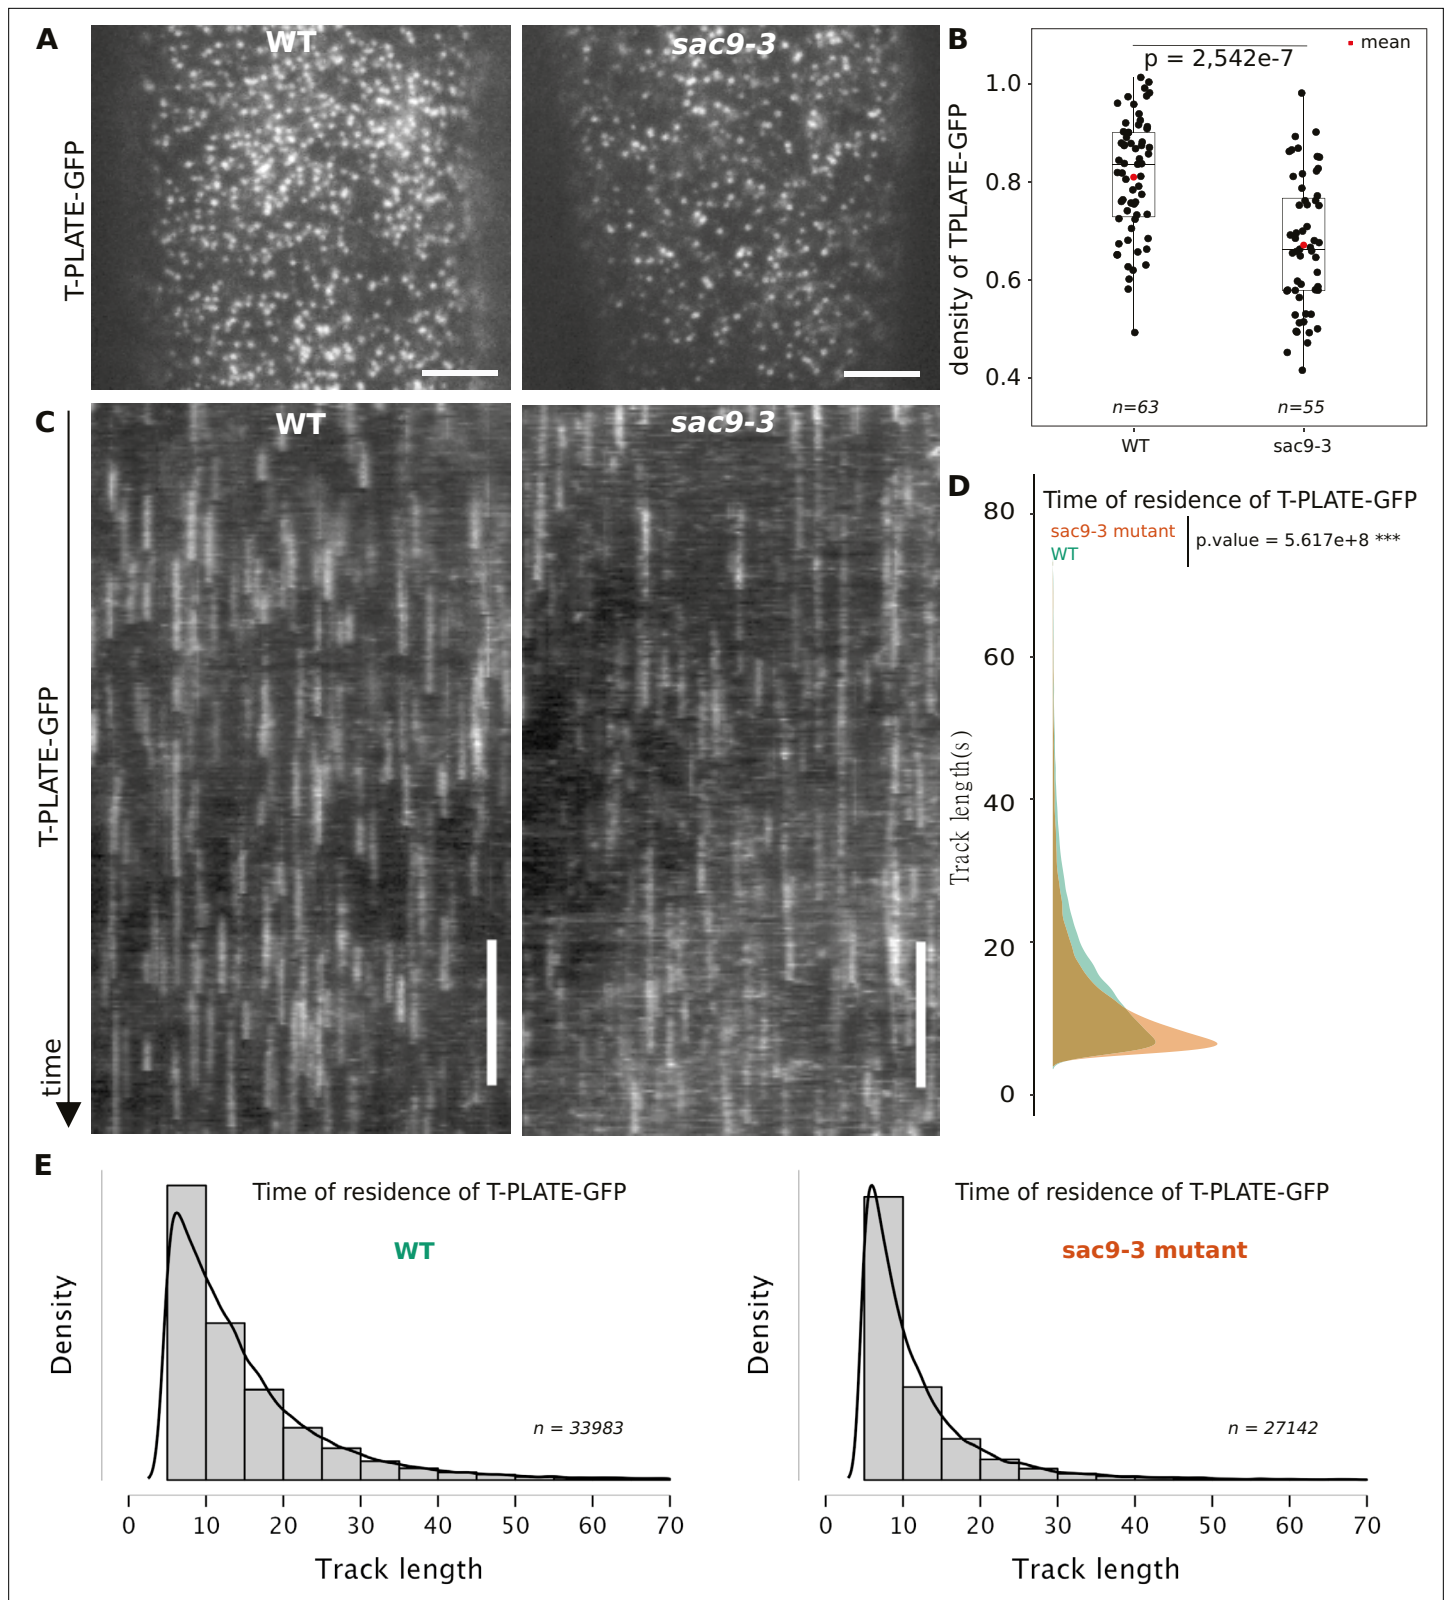 A
WT
sac9-3
T-PLATE-GFP
B
mean
p = 2,542e-7
density of TPLATE-GFP
1.0
0.8
0.6
0.4
n=63
n=55
WT
sac9-3
C
WT
sac9-3
T-PLATE-GFP
time
D
Time of residence of T-PLATE-GFP
sac9-3 mutant
WT
p.value = 5.617e+8 ***
Track length(s)
80
60
40
20
0
E
Time of residence of T-PLATE-GFP
WT
Density
n = 33983
0 10 20 30 40 50 60 70
Track length
Time of residence of T-PLATE-GFP
sac9-3 mutant
Density
n = 27142
0 10 20 30 40 50 60 70
Track length